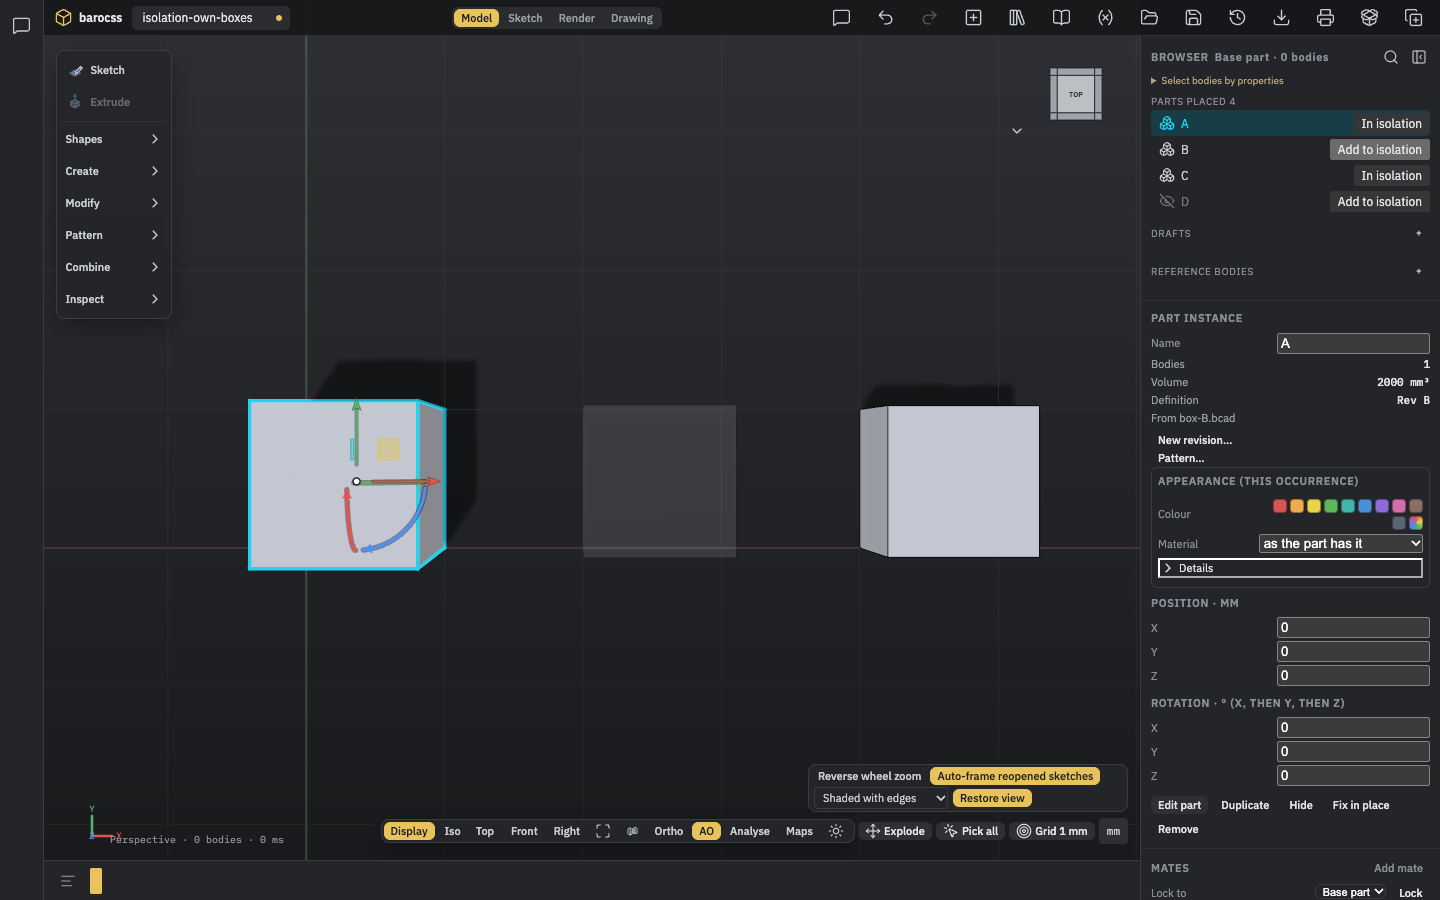 barocss
isolation-own-boxes
Model
Sketch
Render
Drawing
Sketch
Extrude
Shapes
Create
Modify
Pattern
Combine
Inspect
TOP
BROWSER Base part · 0 bodies
Select bodies by properties
PARTS PLACED 4
A In isolation
B Add to isolation
C In isolation
D Add to isolation
DRAFTS +
REFERENCE BODIES +
PART INSTANCE
Name A
Bodies 1
Volume 2000 mm³
Definition Rev B
From box-B.bcad
New revision...
Pattern...
APPEARANCE (THIS OCCURRENCE)
Colour
Material as the part has it
Details
POSITION · MM
X 0
Y 0
Z 0
ROTATION · ° (X, THEN Y, THEN Z)
X 0
Y 0
Z 0
Edit part Duplicate Hide Fix in place
Remove
MATES Add mate
Lock to Base part Lock
Reverse wheel zoom Auto-frame reopened sketches
Shaded with edges Restore view
Display Iso Top Front Right Ortho AO Analyse Maps Explode Pick all Grid 1 mm mm
Y
X
Z
Perspective · 0 bodies · 0 ms